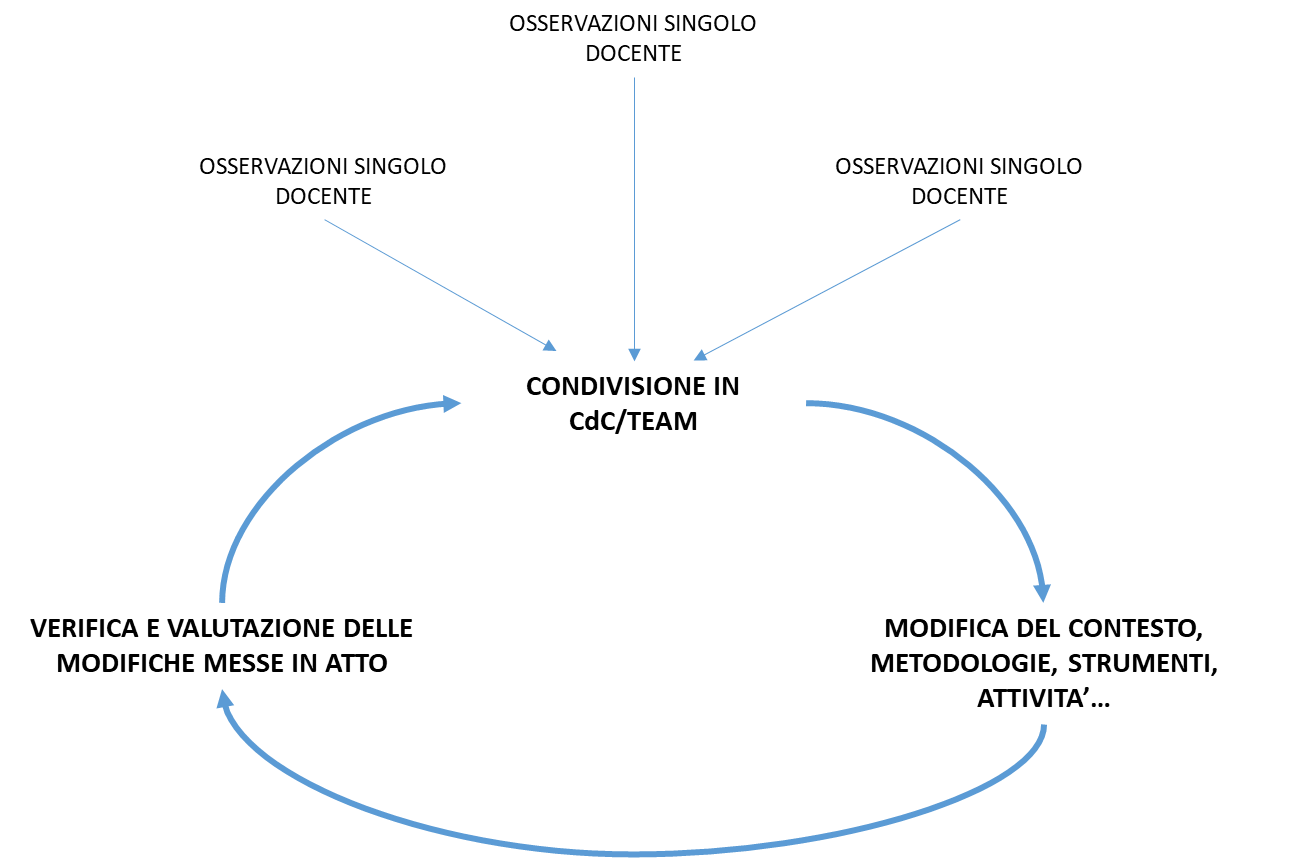 OSSERVAZIONI SINGOLO
DOCENTE
OSSERVAZIONI SINGOLO
DOCENTE
OSSERVAZIONI SINGOLO
DOCENTE
CONDIVISIONE IN
CdC/TEAM
VERIFICA E VALUTAZIONE DELLE
MODIFICHE MESSE IN ATTO
MODIFICA DEL CONTESTO,
METODOLOGIE, STRUMENTI,
ATTIVITA’…